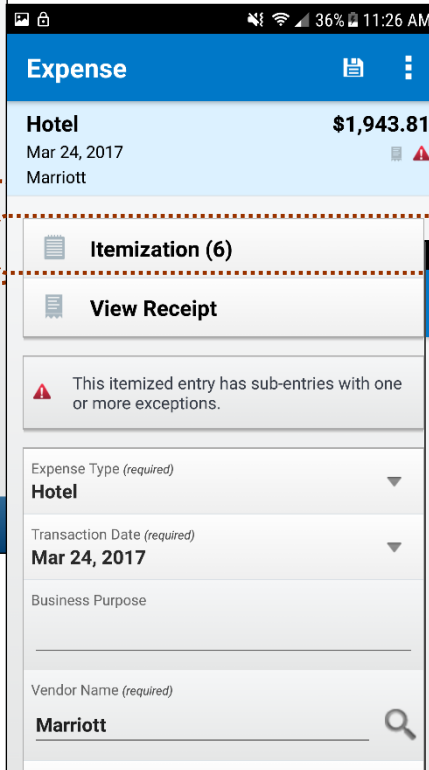 36% 11:26 AM
Expense
Hotel $1,943.81
Mar 24, 2017
Marriott
Itemization (6)
View Receipt
This itemized entry has sub-entries with one
or more exceptions.
Expense Type (required)
Hotel
Transaction Date (required)
Mar 24, 2017
Business Purpose
Vendor Name (required)
Marriott